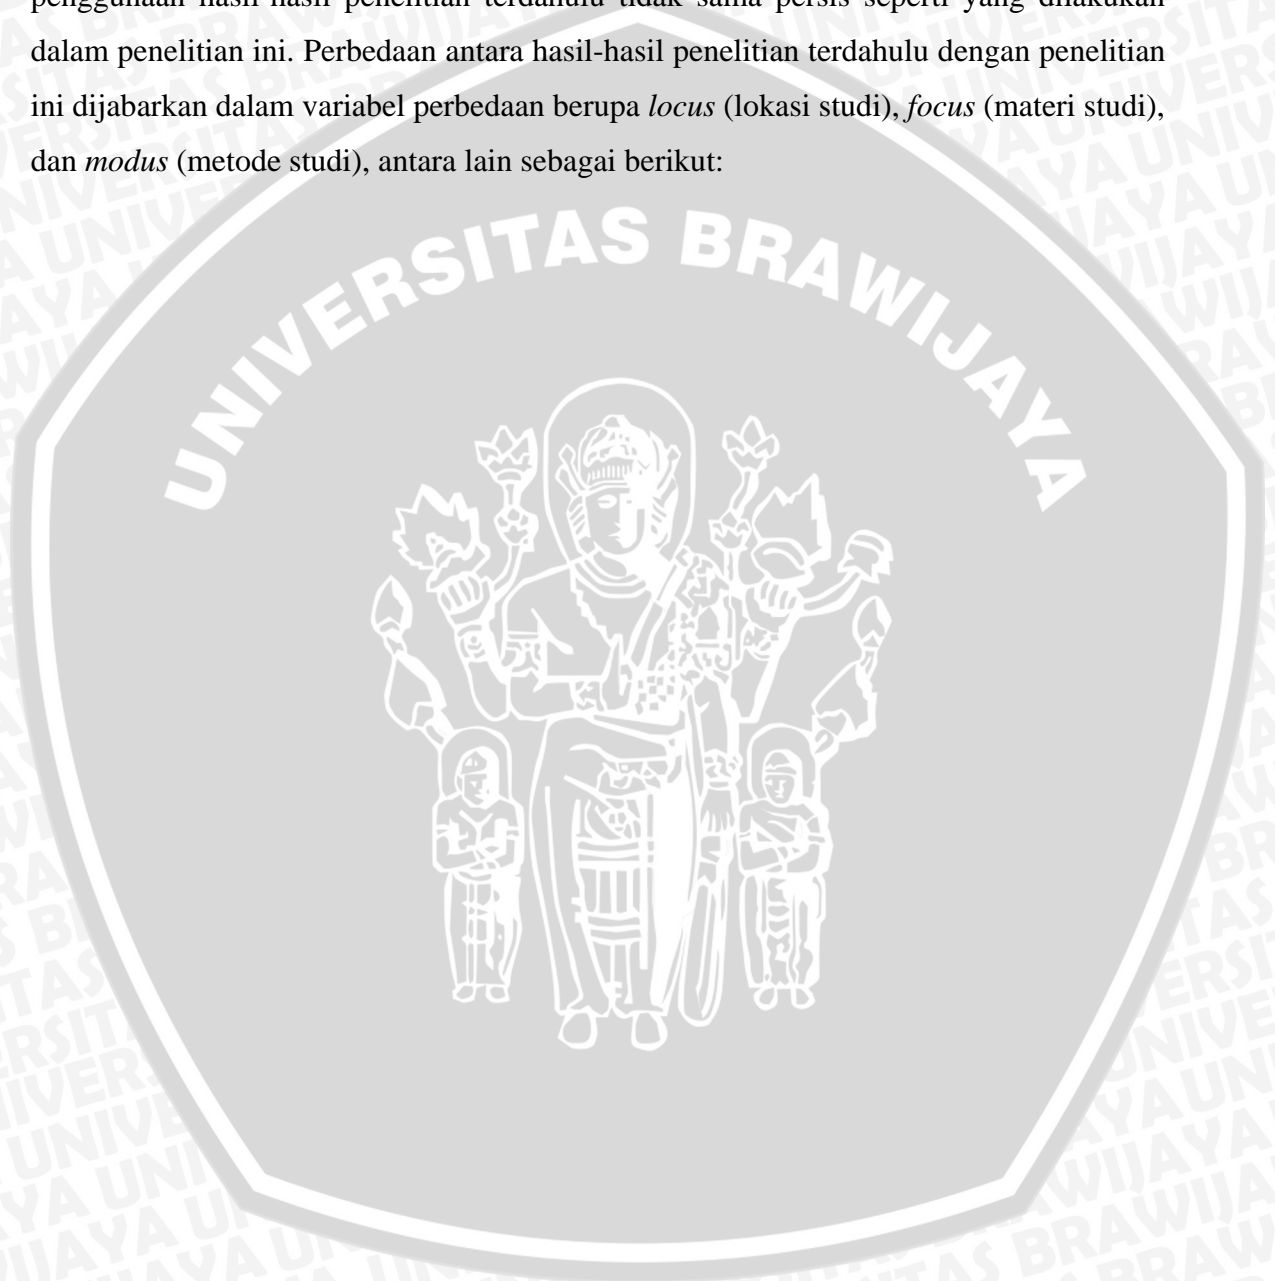 penggunaan hasil-hasil penelitian terdahulu tidak sama persis seperti yang dilakukan
dalam penelitian ini. Perbedaan antara hasil-hasil penelitian terdahulu dengan penelitian
ini dijabarkan dalam variabel perbedaan berupa locus (lokasi studi), focus (materi studi),
dan modus (metode studi), antara lain sebagai berikut:
UNIVERSITAS BRAWIJAYA